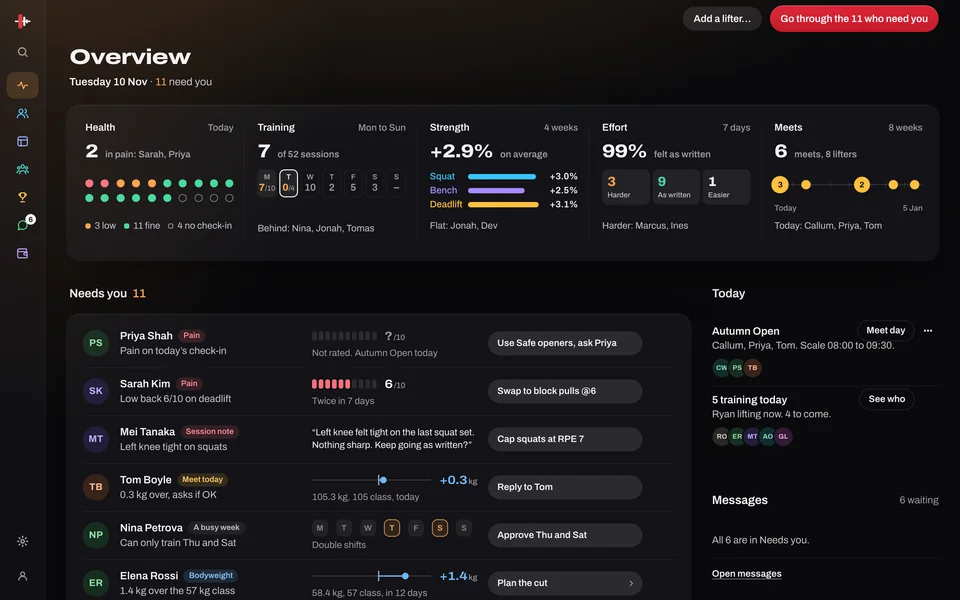 Add a lifter...
Go through the 11 who need you
Overview
Tuesday 10 Nov · 11 need you
6
Health
Today
2 in pain: Sarah, Priya
3 low
11 fine
4 no check-in
Training
Mon to Sun
7 of 52 sessions
M T W T F S S
7/10 0/4 10 2 5 3 –
Behind: Nina, Jonah, Tomas
Strength
4 weeks
+2.9% on average
Squat +3.0%
Bench +2.5%
Deadlift +3.1%
Flat: Jonah, Dev
Effort
7 days
99% felt as written
3 9 1
Harder As written Easier
Harder: Marcus, Ines
Meets
8 weeks
6 meets, 8 lifters
3 2
Today 5 Jan
Today: Callum, Priya, Tom
Needs you 11
PS
Priya Shah Pain
Pain on today's check-in
? /10
Not rated. Autumn Open today
Use Safe openers, ask Priya
SK
Sarah Kim Pain
Low back 6/10 on deadlift
6 /10
Twice in 7 days
Swap to block pulls @6
MT
Mei Tanaka Session note
Left knee tight on squats
“Left knee felt tight on the last squat set.
Nothing sharp. Keep going as written?”
Cap squats at RPE 7
TB
Tom Boyle Meet today
0.3 kg over, asks if OK
+0.3 kg
105.3 kg, 105 class, today
Reply to Tom
NP
Nina Petrova A busy week
Can only train Thu and Sat
M T W T F S S
Double shifts
Approve Thu and Sat
ER
Elena Rossi Bodyweight
1.4 kg over the 57 kg class
+1.4 kg
58.4 kg, 57 class, in 12 days
Plan the cut
Today
Autumn Open
Meet day
Callum, Priya, Tom. Scale 08:00 to 09:30.
CW PS TB
5 training today
See who
Ryan lifting now. 4 to come.
RO ER MT AO GL
Messages
6 waiting
All 6 are in Needs you.
Open messages